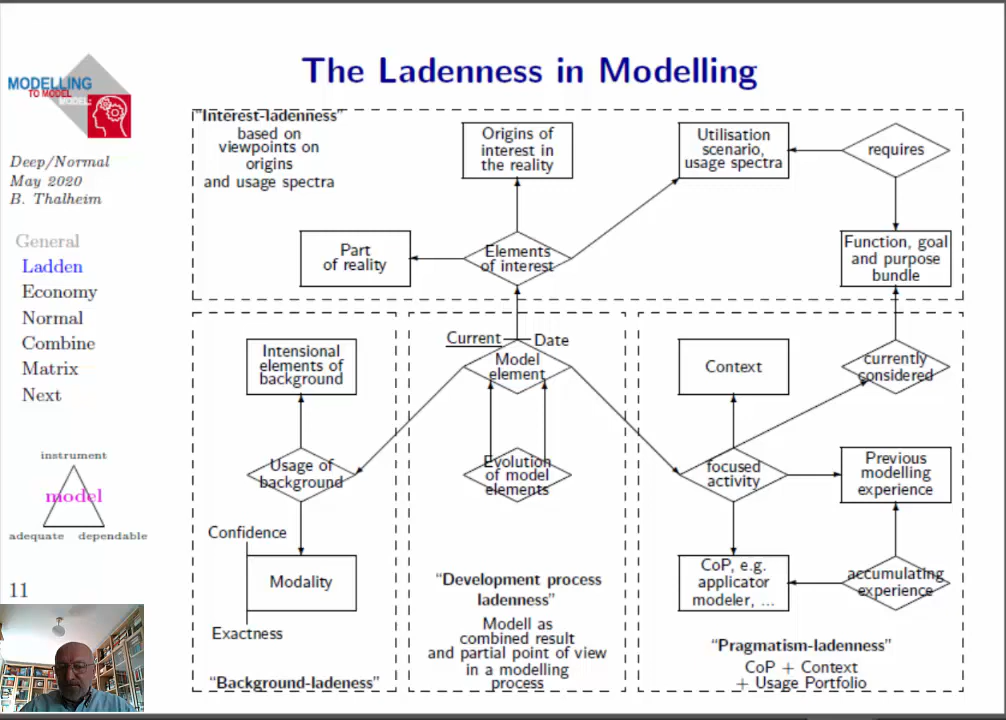 The Ladenness in Modelling
MODELLING
TO MODEL
MODEL:
Deep/Normal
May 2020
B. Thalheim
General
Ladden
Economy
Normal
Combine
Matrix
Next
instrument
model
adequate dependable
11
"Interest-ladenness"
based on
viewpoints on
origins
and usage spectra
Origins of
interest in
the reality
Utilisation
scenario,
usage spectra
requires
Part
of reality
Elements
of interest
Function, goal
and purpose
bundle
Intensional
elements of
background
Usage of
background
Confidence
Modality
Exactness
"Background-ladeness"
Current Date
Model
element
Evolution
of model
elements
"Development process
ladenness"
Modell as
combined result
and partial point of view
in a modelling
process
Context
currently
considered
focused
activity
Previous
modelling
experience
CoP, e.g.
applicator
modeler, ...
accumulating
experience
"Pragmatism-ladenness"
CoP + Context
+ Usage Portfolio